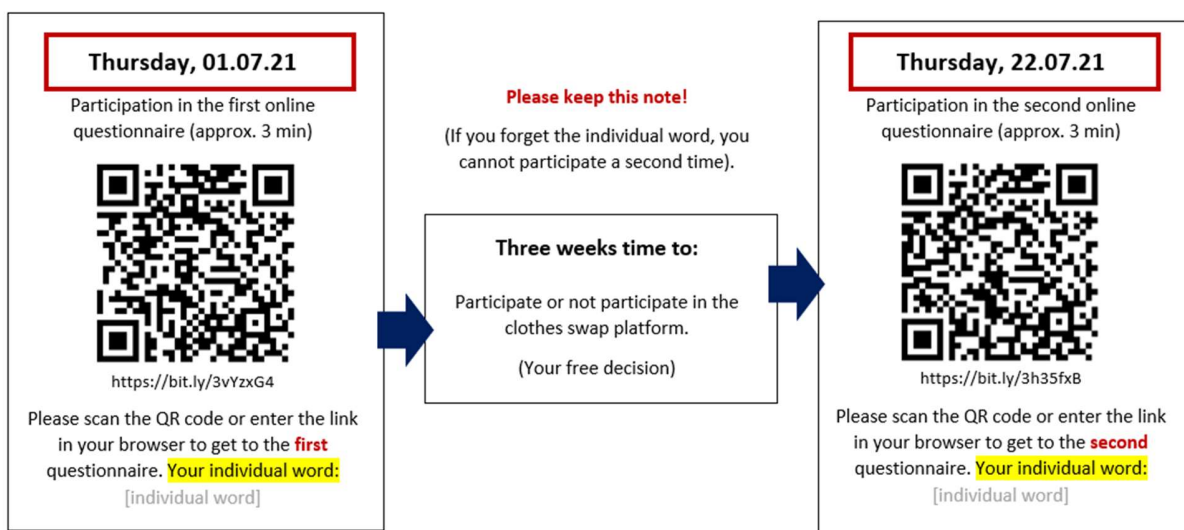 Thursday, 01.07.21
Participation in the first online
questionnaire (approx. 3 min)
https://bit.ly/3vYzxG4
Please scan the QR code or enter the link
in your browser to get to the first
questionnaire. Your individual word:
[individual word]
Please keep this note!
(If you forget the individual word, you
cannot participate a second time).
Three weeks time to:
Participate or not participate in the
clothes swap platform.
(Your free decision)
Thursday, 22.07.21
Participation in the second online
questionnaire (approx. 3 min)
https://bit.ly/3h35fxB
Please scan the QR code or enter the link
in your browser to get to the second
questionnaire. Your individual word:
[individual word]